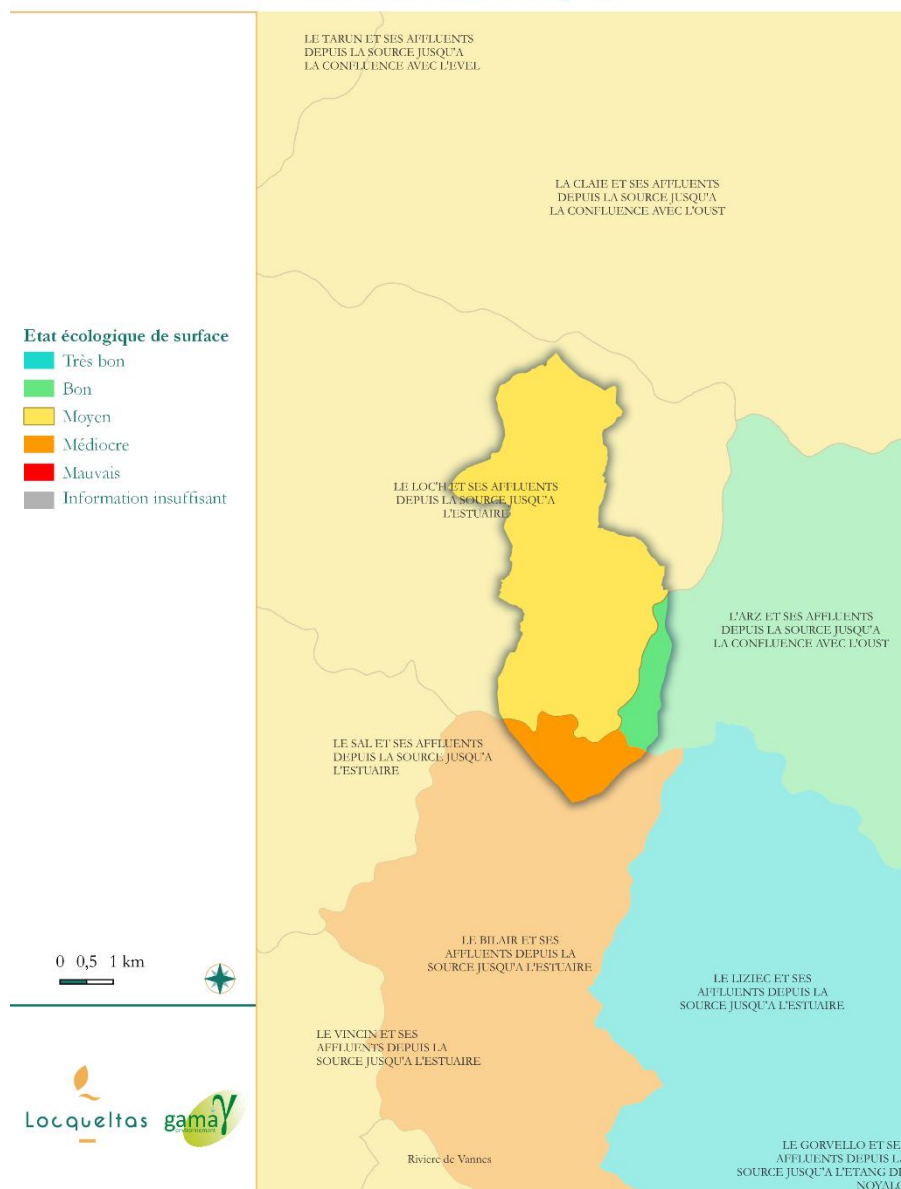 LE TARUN ET SES AFFLUENTS
DEPUIS LA SOURCE JUSQU'A
LA CONFLUENCE AVEC L'EVEL
LA CLAIE ET SES AFFLUENTS
DEPUIS LA SOURCE JUSQU'A
LA CONFLUENCE AVEC L'OUST
Etat écologique de surface
Très bon
Bon
Moyen
Médiocre
Mauvais
Information insuffisant
LE LOC'H ET SES AFFLUENTS
DEPUIS LA SOURCE JUSQU'A
L'ESTUAIRE
L'ARZ ET SES AFFLUENTS
DEPUIS LA SOURCE JUSQU'A
LA CONFLUENCE AVEC L'OUST
LE SAL ET SES AFFLUENTS
DEPUIS LA SOURCE JUSQU'A
L'ESTUAIRE
LE BILAIR ET SES
AFFLUENTS DEPUIS LA
SOURCE JUSQU'A L'ESTUAIRE
LE LIZIEC ET SES
AFFLUENTS DEPUIS LA
SOURCE JUSQU'A L'ESTUAIRE
0 0,5 1 km
LE VINCIN ET SES
AFFLUENTS DEPUIS LA
SOURCE JUSQU'A L'ESTUAIRE
Locqueltas
gama
environnement
Riviere de Vannes
LE GORVELLO ET SE
AFFLUENTS DEPUIS LA
SOURCE JUSQU'A L'ETANG DE
NOYALO